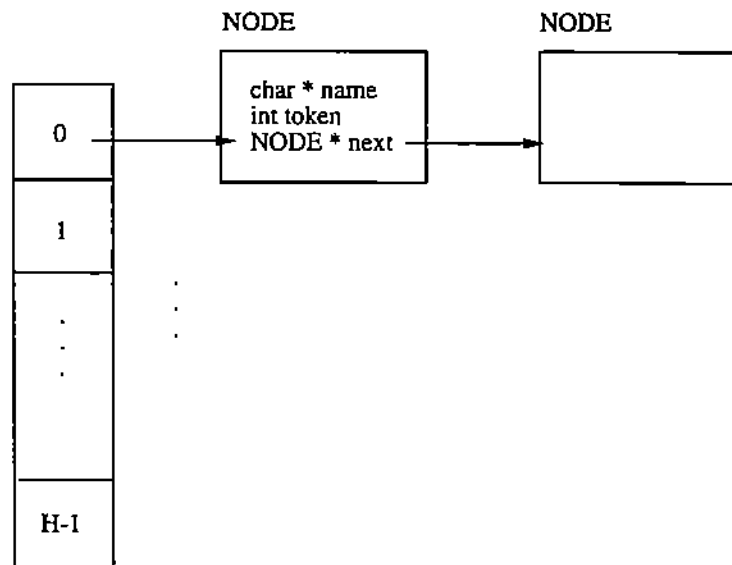 NODE
NODE
char * name
int token
NODE * next
0
1
H-1